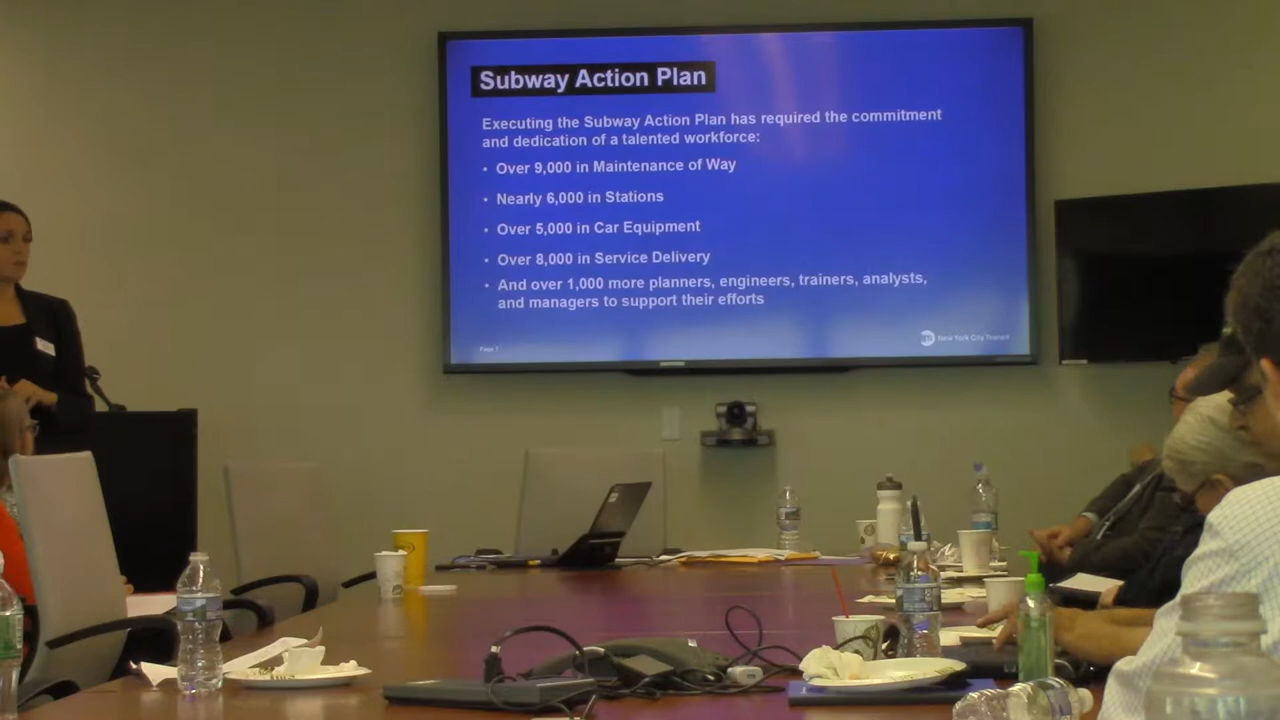 Subway Action Plan
Executing the Subway Action Plan has required the commitment
and dedication of a talented workforce:
• Over 9,000 in Maintenance of Way
• Nearly 6,000 in Stations
• Over 5,000 in Car Equipment
• Over 8,000 in Service Delivery
• And over 1,000 more planners, engineers, trainers, analysts,
and managers to support their efforts
Page 7
New York City Transit